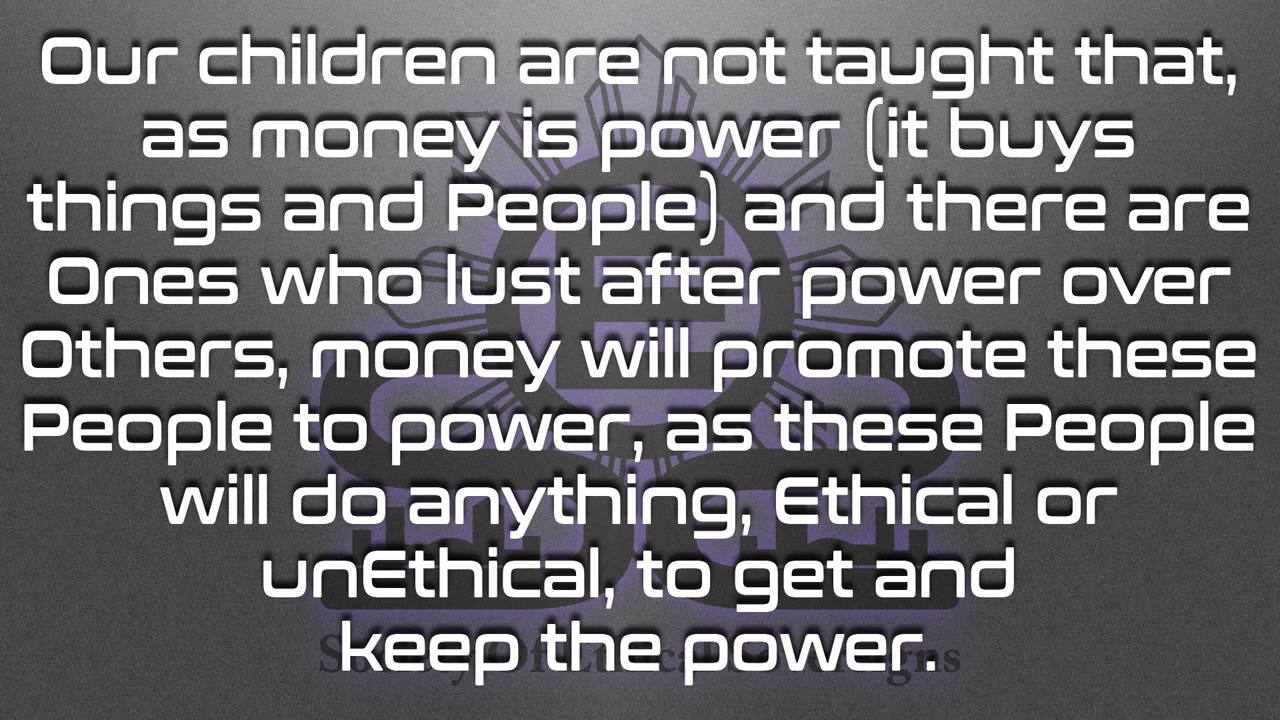 Our children are not taught that,
as money is power (it buys
things and People) and there are
Ones who lust after power over
Others, money will promote these
People to power, as these People
will do anything, Ethical or
unEthical, to get and
keep the power.